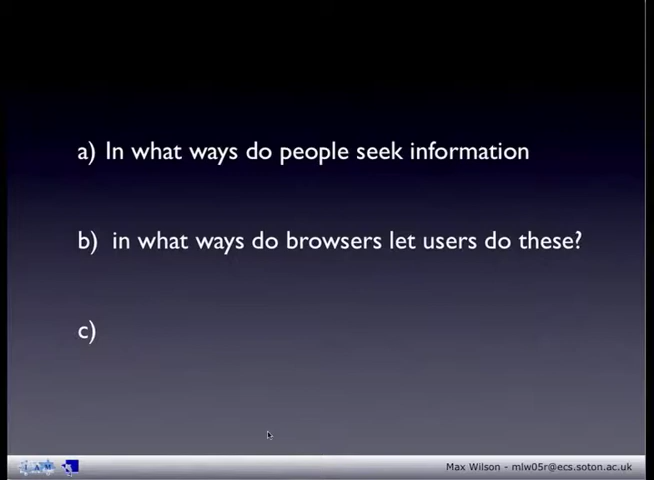 a) In what ways do people seek information
b) in what ways do browsers let users do these?
c)
I A M
Max Wilson - mlw05r@ecs.soton.ac.uk